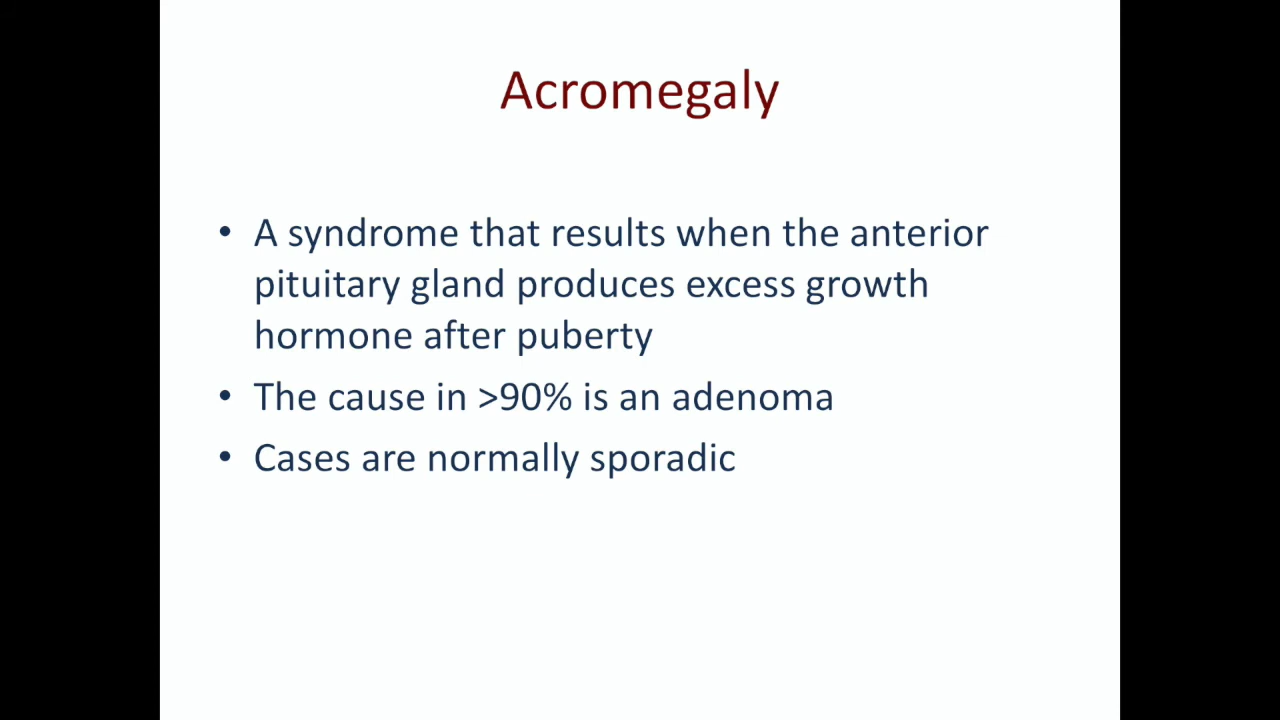 Acromegaly
• A syndrome that results when the anterior
pituitary gland produces excess growth
hormone after puberty
• The cause in >90% is an adenoma
• Cases are normally sporadic